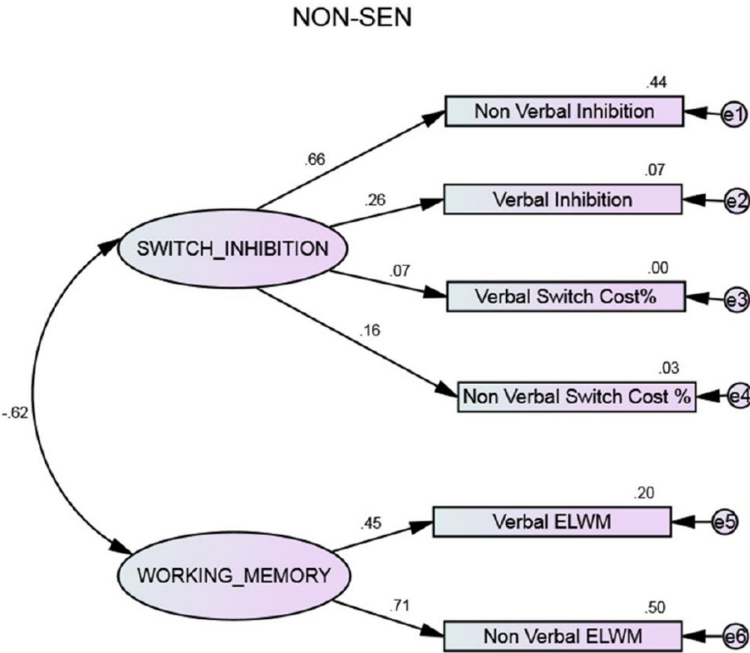 NON-SEN
.44
Non Verbal Inhibition
e1
.66
.07
Verbal Inhibition
e2
.26
SWITCH_INHIBITION
.00
.07
Verbal Switch Cost%
e3
.16
.03
Non Verbal Switch Cost %
e4
-.62
.20
.45
Verbal ELWM
e5
WORKING_MEMORY
.71
.50
Non Verbal ELWM
e6